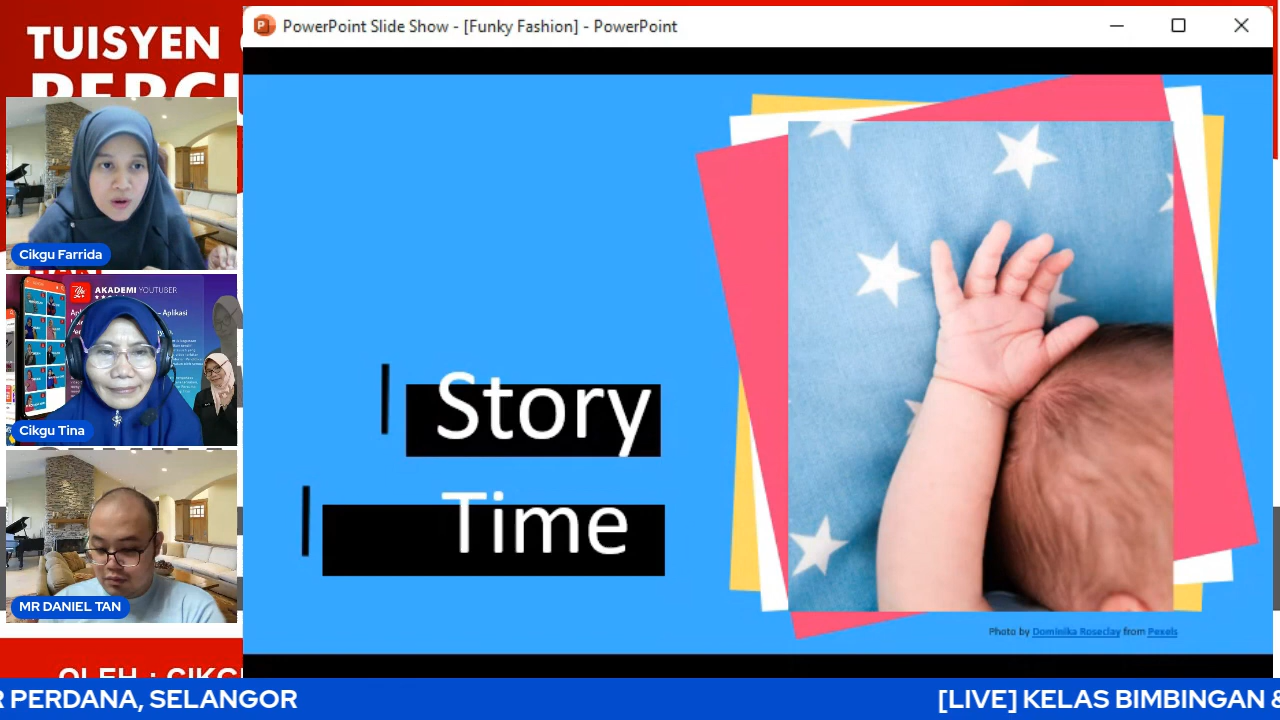 TUISYEN
PowerPoint Slide Show - [Funky Fashion] - PowerPoint
Cikgu Farrida
AKADEMI YOUTUBER
Cikgu Tina
MR DANIEL TAN
Story
Time
Photo by Dominika Roseclay from Pexels
OLEH : CIKG
R PERDANA, SELANGOR
[LIVE] KELAS BIMBINGAN &